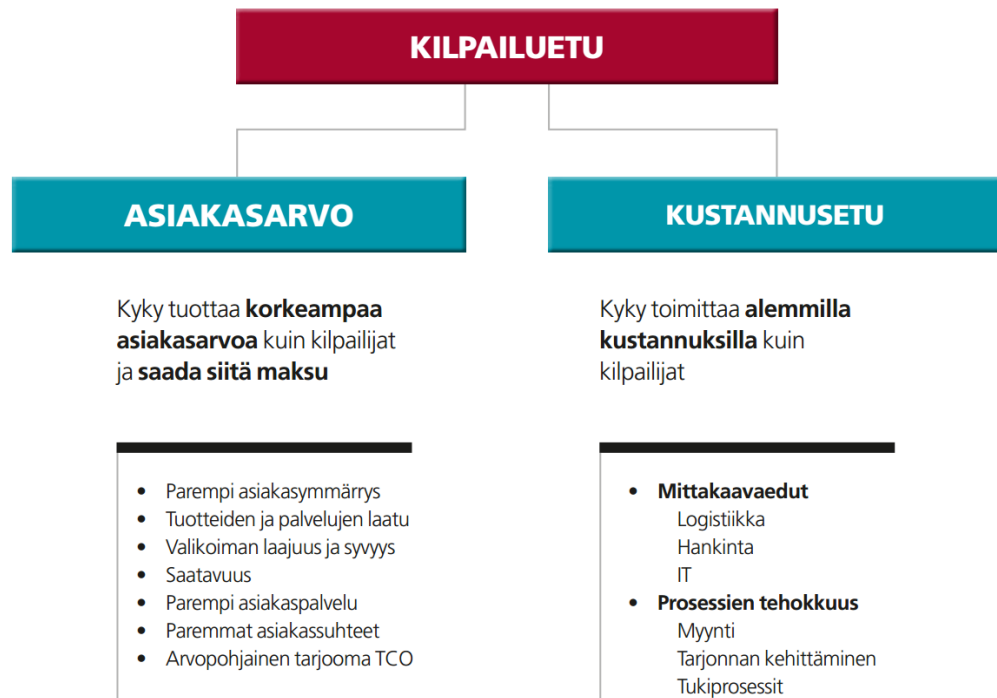 KILPAILUETU
ASIAKASARVO
Kyky tuottaa korkeampaa
asiakasarvoa kuin kilpailijat
ja saada siitä maksu
• Parempi asiakasymmärrys
• Tuotteiden ja palvelujen laatu
• Valikoiman laajuus ja syvyys
• Saatavuus
• Parempi asiakaspalvelu
• Paremmat asiakassuhteet
• Arvopohjainen tarjooma TCO
KUSTANNUSETU
Kyky toimittaa alemmilla
kustannuksilla kuin
kilpailijat
• Mittakaavaedut
Logistiikka
Hankinta
IT
• Prosessien tehokkuus
Myynti
Tarjonnan kehittäminen
Tukiprosessit